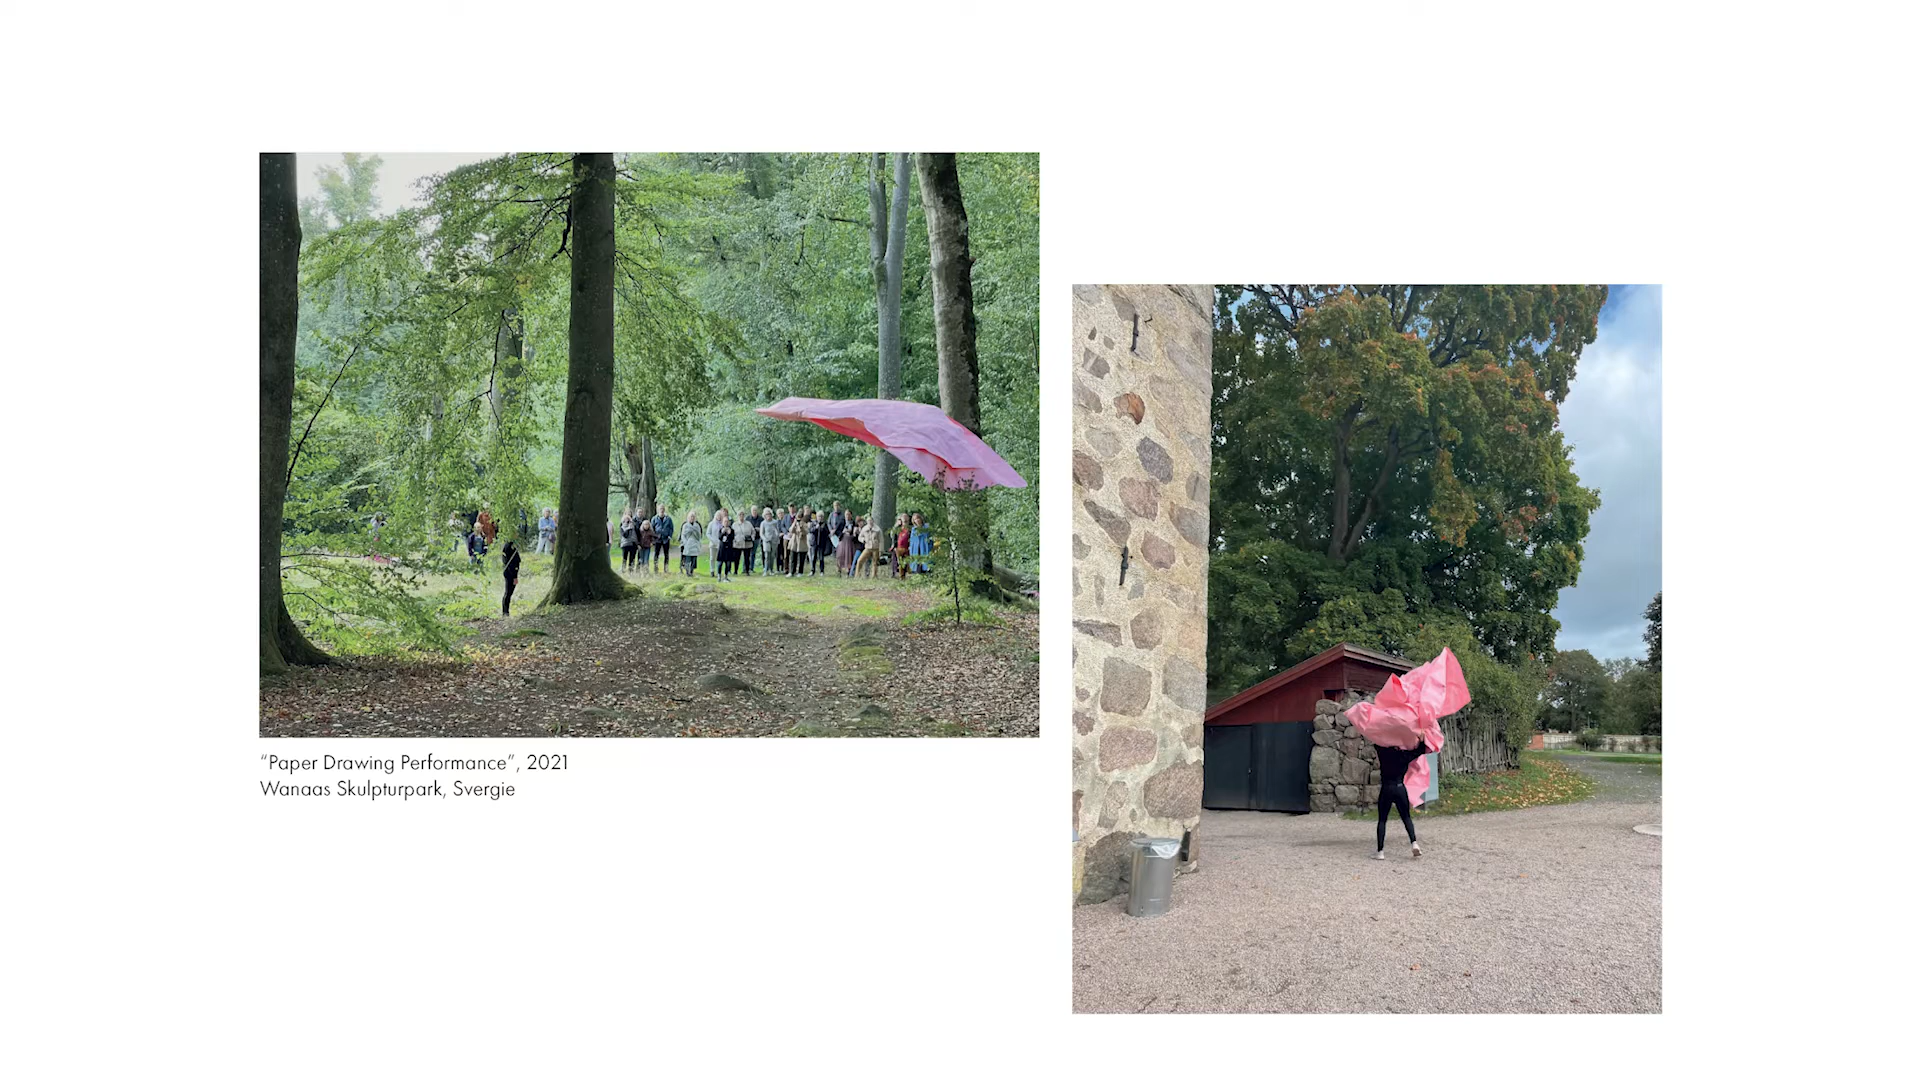 “Paper Drawing Performance”, 2021
Wanaas Skulpturpark, Svergie